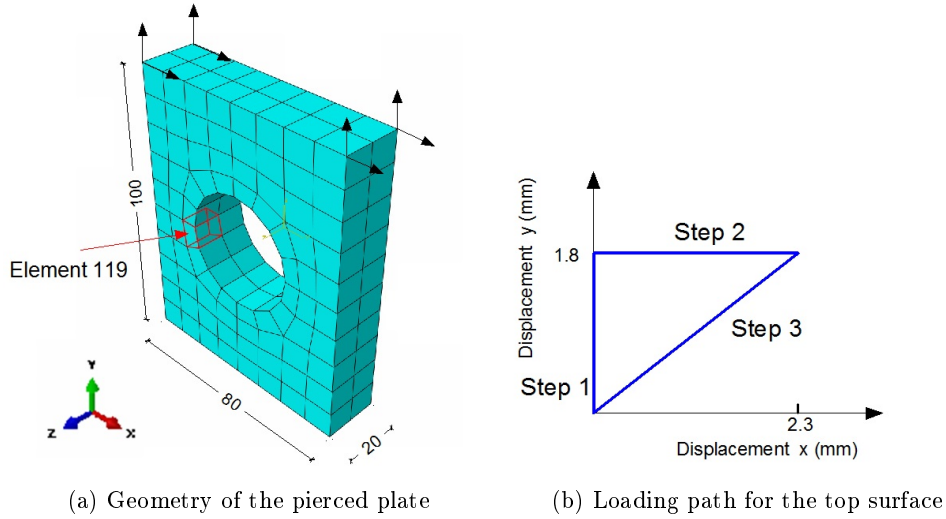 100
Element 119
80
20
Y
Z
X
(a) Geometry of the pierced plate
Displacement y (mm)
1.8
Step 2
Step 3
Step 1
2.3
Displacement x (mm)
(b) Loading path for the top surface